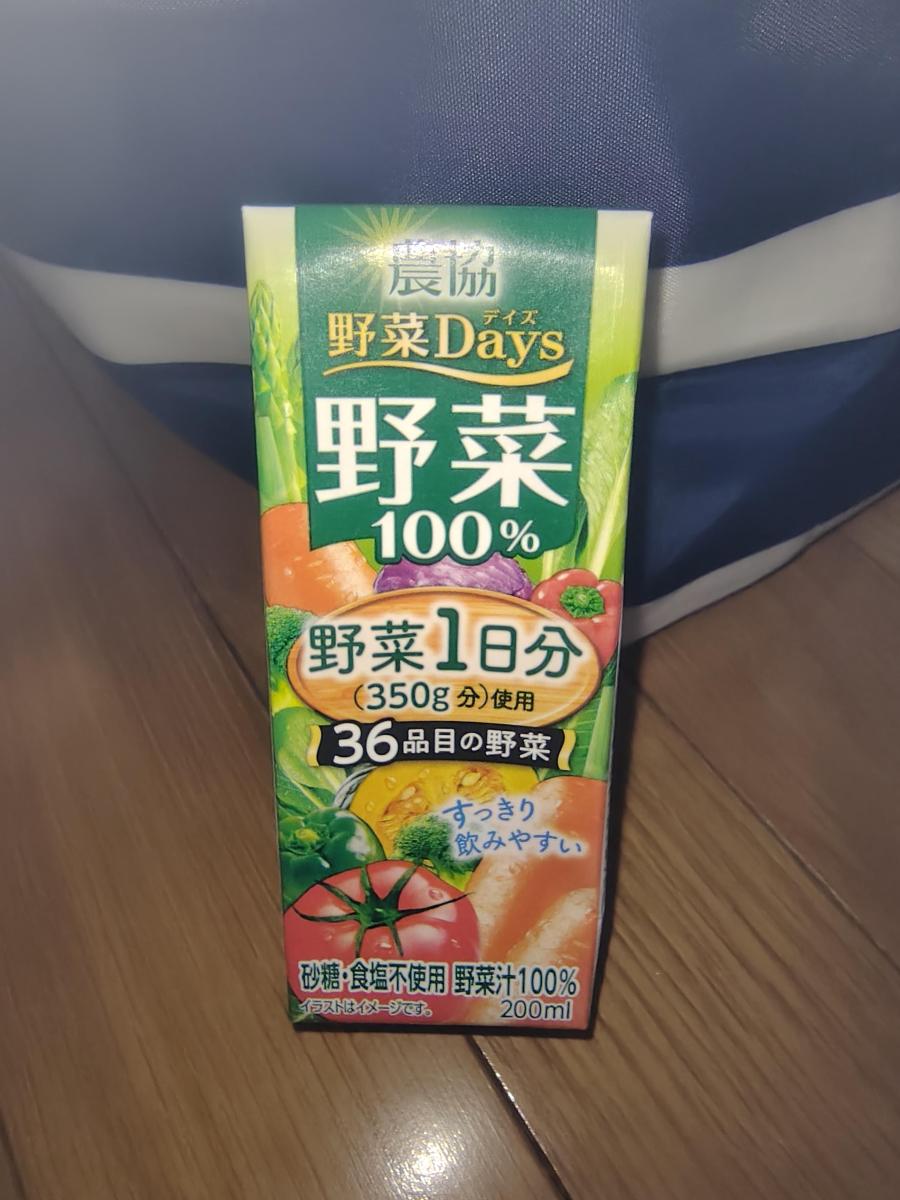 農協
デイズ
野菜Days
野菜
100%
野菜1日分
(350g分)使用
36品目の野菜
すっきり
飲みやすい
砂糖・食塩不使用 野菜汁100%
イラストはイメージです。
200ml